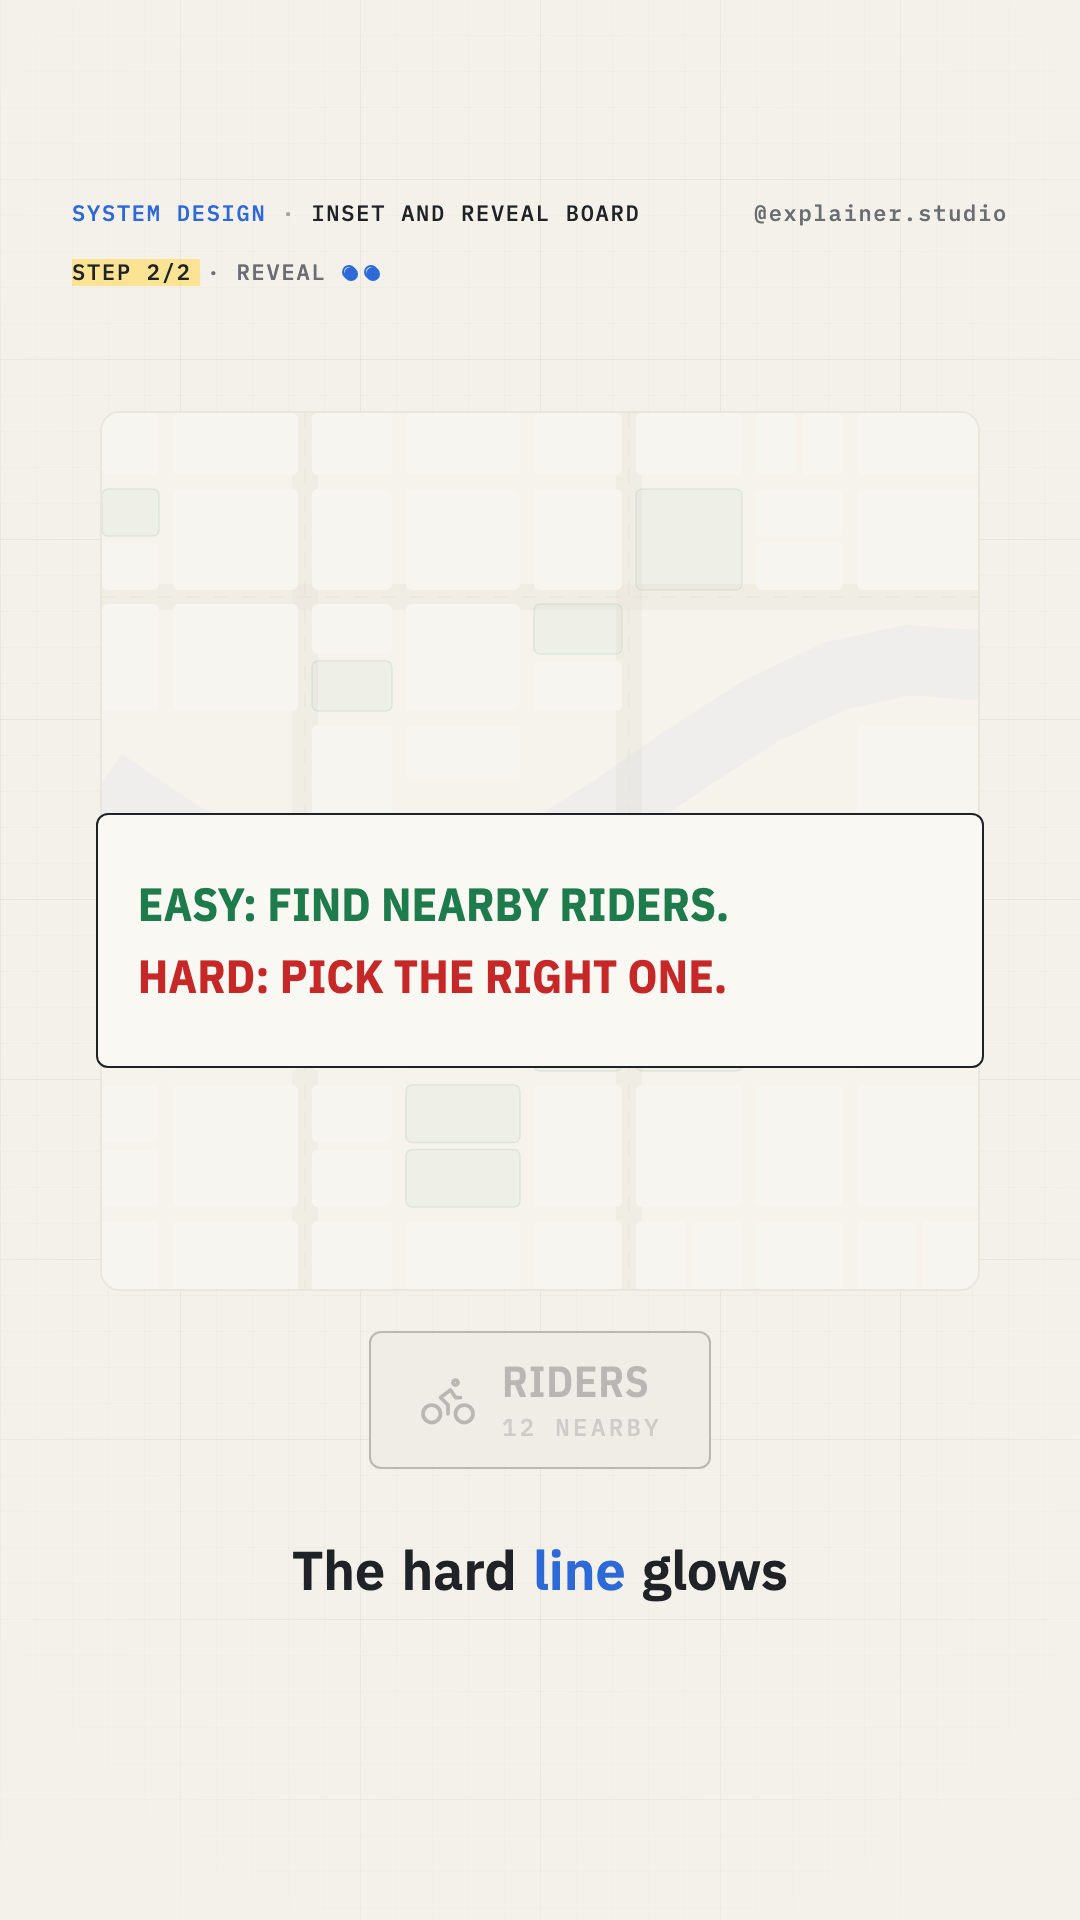 SYSTEM DESIGN · INSET AND REVEAL BOARD
@explainer.studio
STEP 2/2 · REVEAL
EASY: FIND NEARBY RIDERS.
HARD: PICK THE RIGHT ONE.
RIDERS
12 NEARBY
The hard line glows